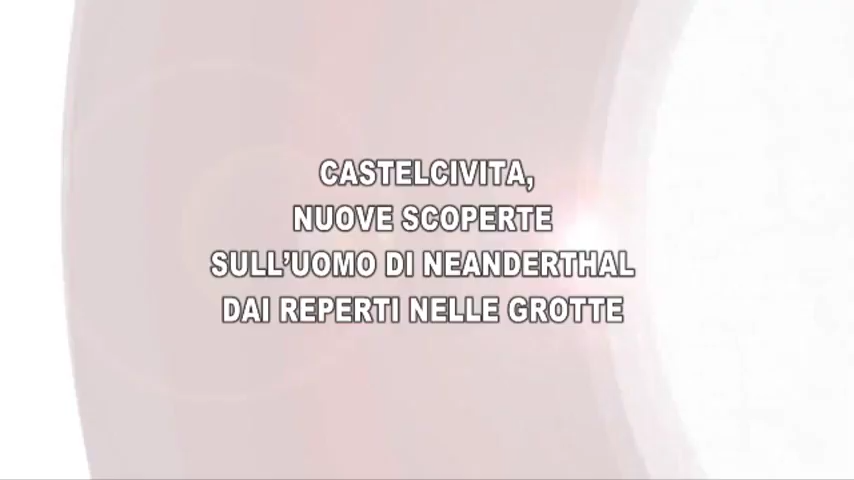 CASTELCIVITA,
NUOVE SCOPERTE
SULL'UOMO DI NEANDERTHAL
DAI REPERTI NELLE GROTTE